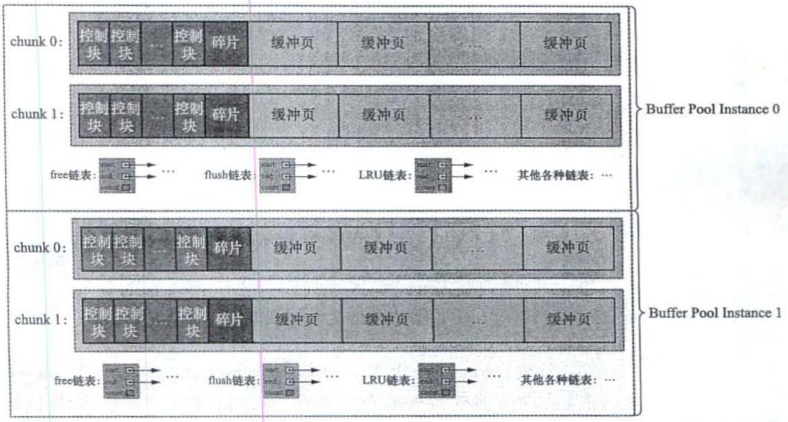 chunk 0: 控制块 控制块 … 控制块 碎片 缓冲页 缓冲页 … 缓冲页
chunk 1: 控制块 控制块 … 控制块 碎片 缓冲页 缓冲页 … 缓冲页
Buffer Pool Instance 0
free链表: start end count … flush链表: start end count … LRU链表: start end count … 其他各种链表: …
chunk 0: 控制块 控制块 … 控制块 碎片 缓冲页 缓冲页 … 缓冲页
chunk 1: 控制块 控制块 … 控制块 碎片 缓冲页 缓冲页 … 缓冲页
Buffer Pool Instance 1
free链表: start end count … flush链表: start end count … LRU链表: start end count … 其他各种链表: …